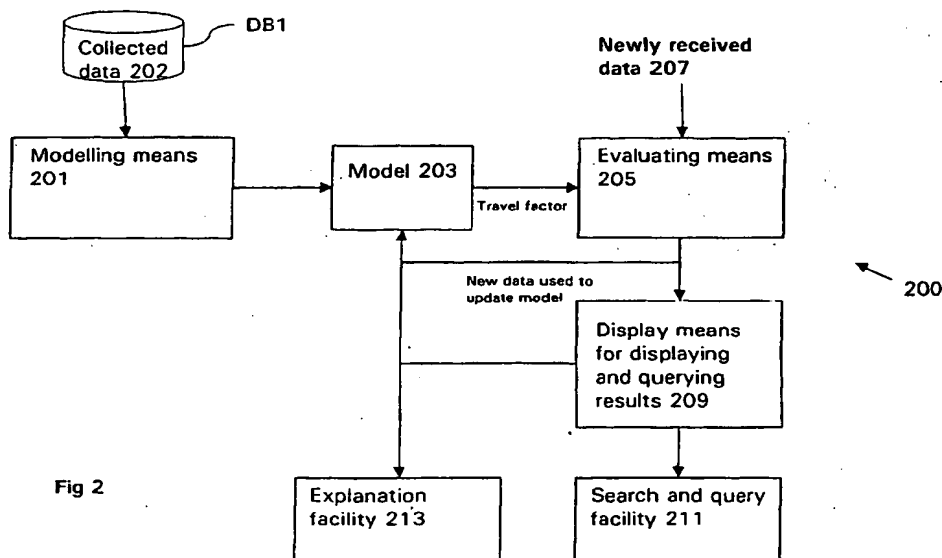 DB1
Collected
data 202
Newly received
data 207
Modelling means
201
Model 203
Travel factor
Evaluating means
205
New data used to
update model
200
Display means
for displaying
and querying
results 209
Fig 2
Explanation
facility 213
Search and query
facility 211